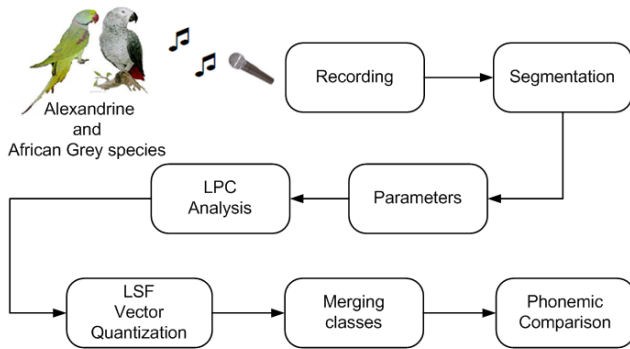 Alexandrine
and
African Grey species
Recording
Segmentation
Parameters
LPC
Analysis
LSF
Vector
Quantization
Merging
classes
Phonemic
Comparison